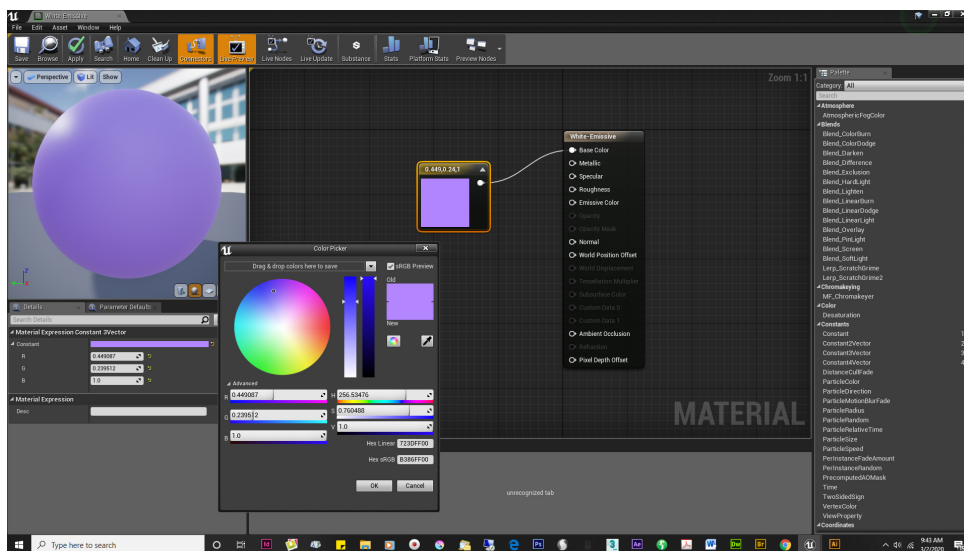 White-Emissive
File Edit Asset Window Help
Save Browse Apply Search Home Clean Up Connectors Live Preview Live Nodes Live Update Substance Stats Platform Stats Preview Nodes
Perspective Lit Show
Zoom 1:1
0.449,0.24,1
White-Emissive
Base Color
Metallic
Specular
Roughness
Emissive Color
Opacity
Opacity Mask
Normal
World Position Offset
World Displacement
Tessellation Multiplier
Subsurface Color
Custom Data 0
Custom Data 1
Ambient Occlusion
Refraction
Pixel Depth Offset
MATERIAL
unrecognized tab
Details
Parameter Defaults
Search Details
Material Expression Constant 3Vector
Constant
R 0.449087
G 0.239512
B 1.0
Material Expression
Desc
Color Picker
Drag & drop colors here to save
sRGB Preview
Old
New
Advanced
R 0.449087 H 256.53476
G 0.239512 S 0.760488
B 1.0 V 1.0
Hex Linear 723DFF00
Hex sRGB B386FF00
OK Cancel
Palette
Category: All
Search
Atmosphere
AtmosphericFogColor
Blends
Blend_ColorBurn
Blend_ColorDodge
Blend_Darken
Blend_Difference
Blend_Exclusion
Blend_HardLight
Blend_Lighten
Blend_LinearBurn
Blend_LinearDodge
Blend_LinearLight
Blend_Overlay
Blend_PinLight
Blend_Screen
Blend_SoftLight
Lerp_ScratchGrime
Lerp_ScratchGrime2
Chromakeying
MF_Chromakeyer
Color
Desaturation
Constants
Constant 1
Constant2Vector 2
Constant3Vector 3
Constant4Vector 4
DistanceCullFade
ParticleColor
ParticleDirection
ParticleMotionBlurFade
ParticleRadius
ParticleRandom
ParticleRelativeTime
ParticleSize
ParticleSpeed
PerInstanceFadeAmount
PerInstanceRandom
PrecomputedAOMask
Time
TwoSidedSign
VertexColor
ViewProperty
Coordinates
Type here to search
9:43 AM
3/2/2020